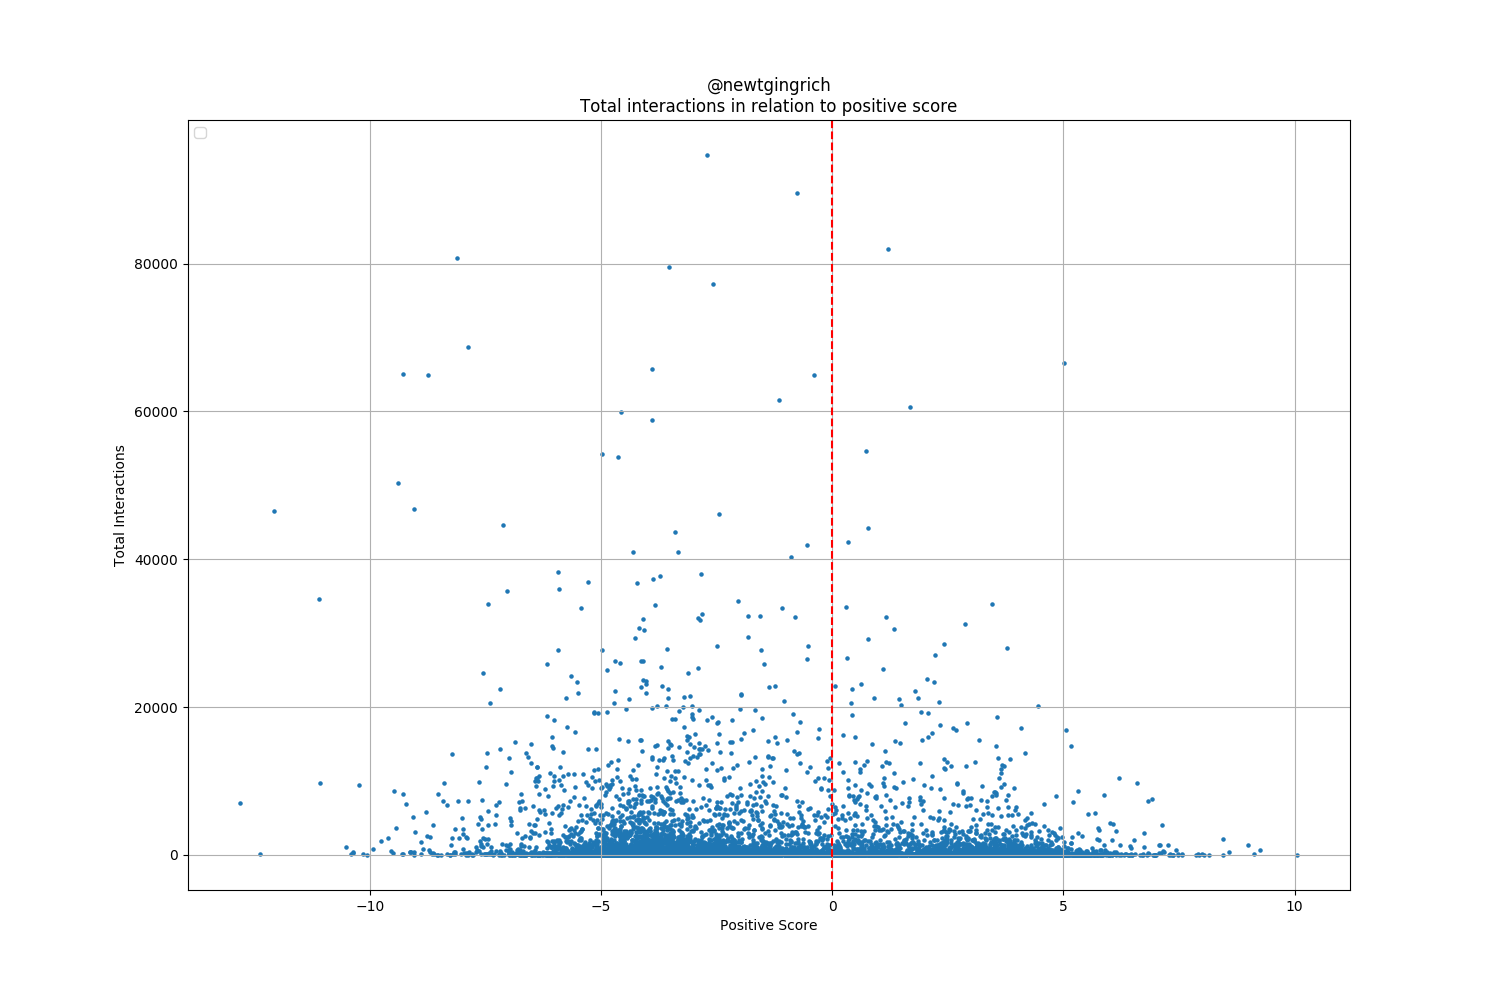 @newtgingrich
Total interactions in relation to positive score
80000
60000
40000
20000
0
Total Interactions
−10
−5
0
5
10
Positive Score